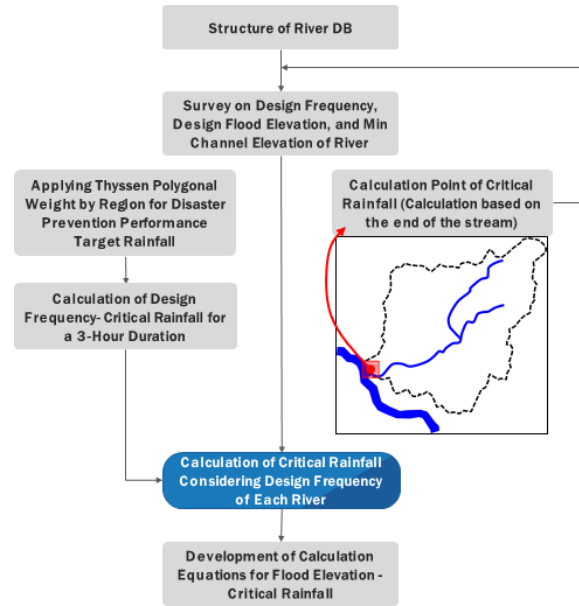 Structure of River DB
Survey on Design Frequency,
Design Flood Elevation, and Min
Channel Elevation of River
Applying Thyssen Polygonal
Weight by Region for Disaster
Prevention Performance
Target Rainfall
Calculation Point of Critical
Rainfall (Calculation based on
the end of the stream)
Calculation of Design
Frequency- Critical Rainfall for
a 3-Hour Duration
Calculation of Critical Rainfall
Considering Design Frequency
of Each River
Development of Calculation
Equations for Flood Elevation -
Critical Rainfall